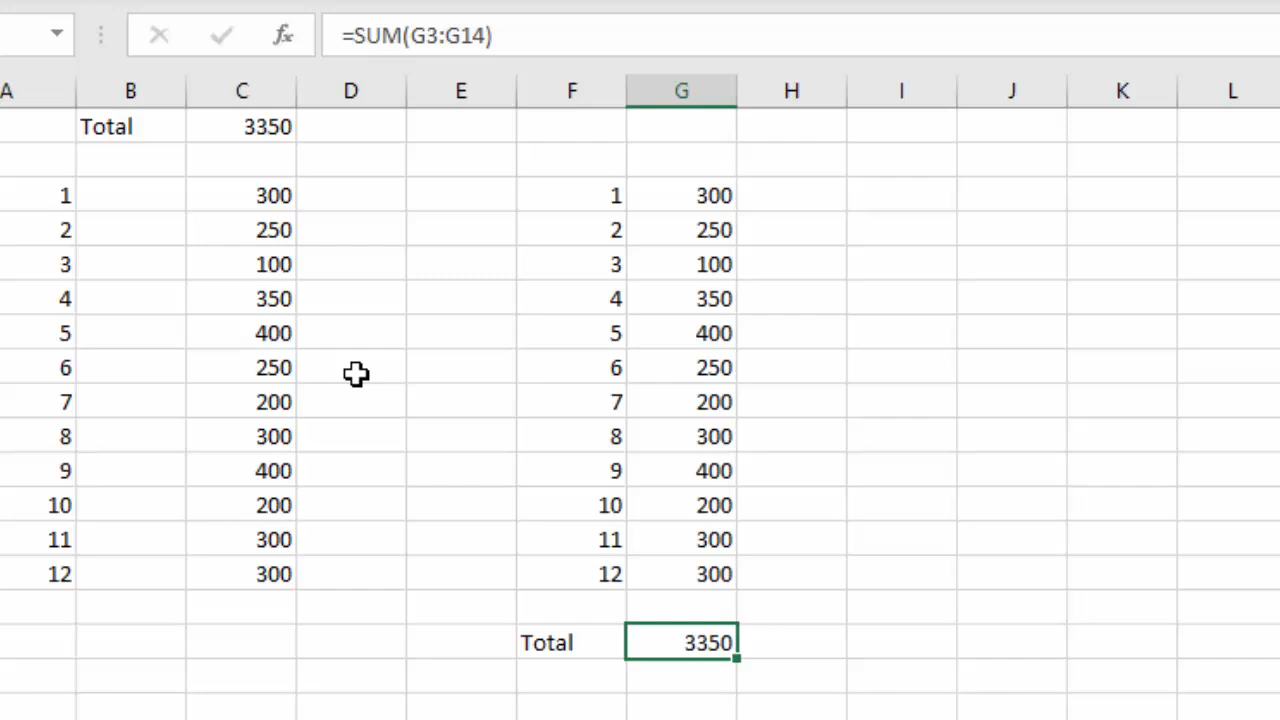 fx =SUM(G3:G14)
A B C D E F G H I J K L
Total 3350
1 300 1 300
2 250 2 250
3 100 3 100
4 350 4 350
5 400 5 400
6 250 6 250
7 200 7 200
8 300 8 300
9 400 9 400
10 200 10 200
11 300 11 300
12 300 12 300
Total 3350